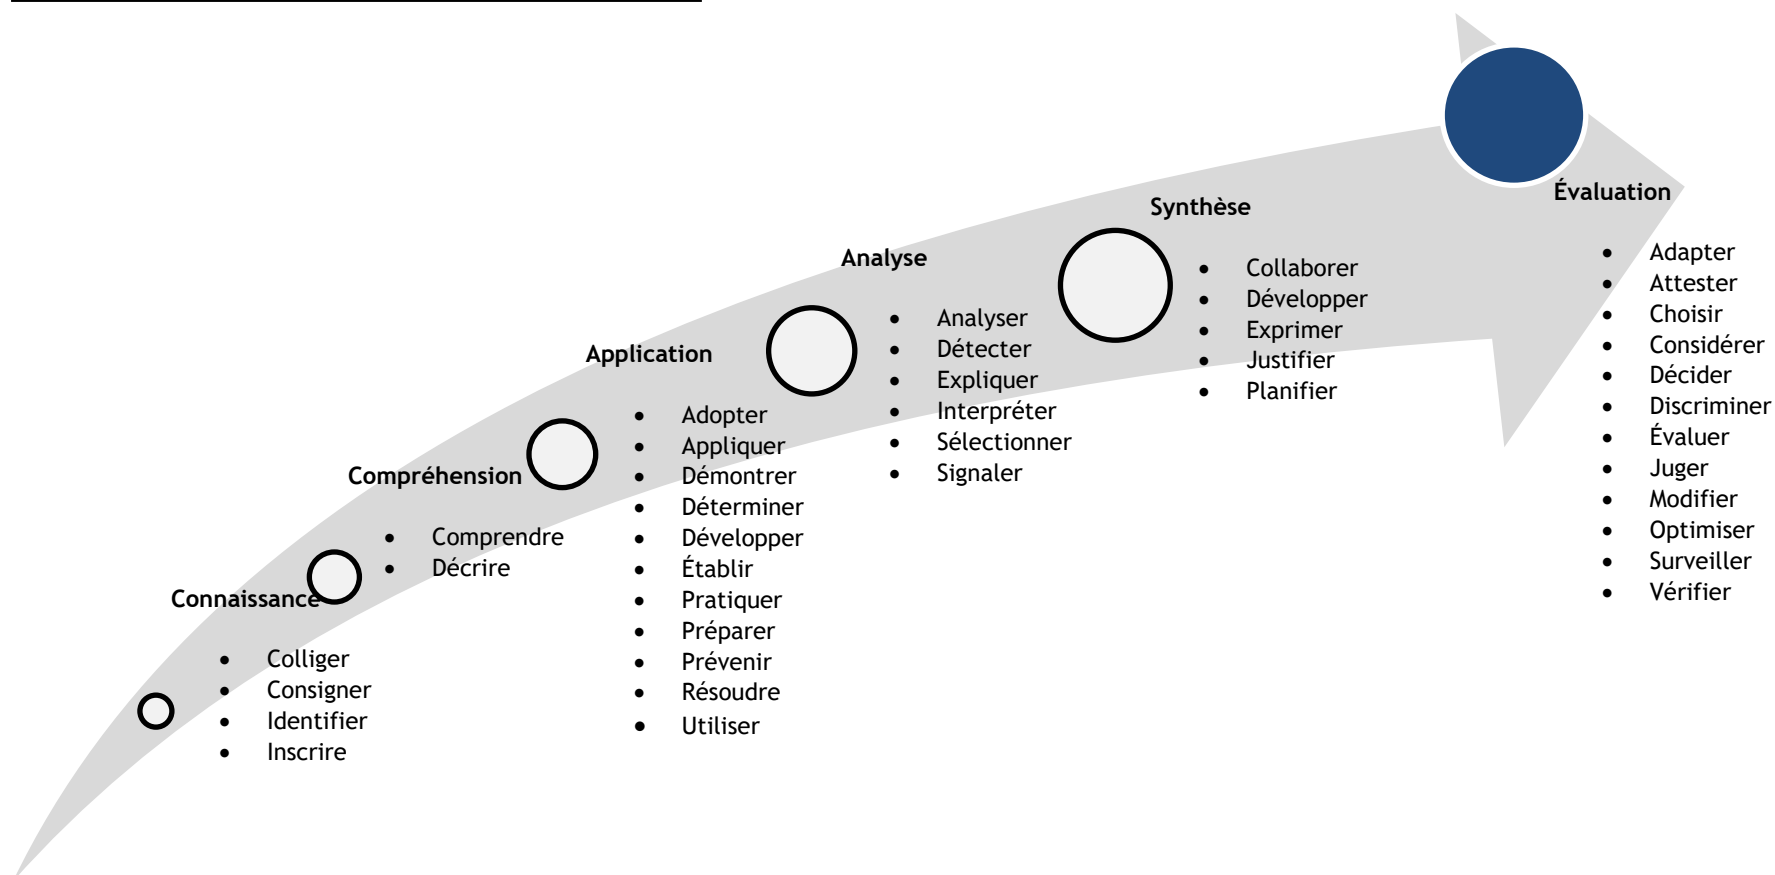 Connaissance
Colliger
Consigner
Identifier
Inscrire
Compréhension
Comprendre
Décrire
Application
Adopter
Appliquer
Démontrer
Déterminer
Développer
Établir
Pratiquer
Préparer
Prévenir
Résoudre
Utiliser
Analyse
Analyser
Détecter
Expliquer
Interpréter
Sélectionner
Signaler
Synthèse
Collaborer
Développer
Exprimer
Justifier
Planifier
Évaluation
Adapter
Attester
Choisir
Considérer
Décider
Discriminer
Évaluer
Juger
Modifier
Optimiser
Surveiller
Vérifier